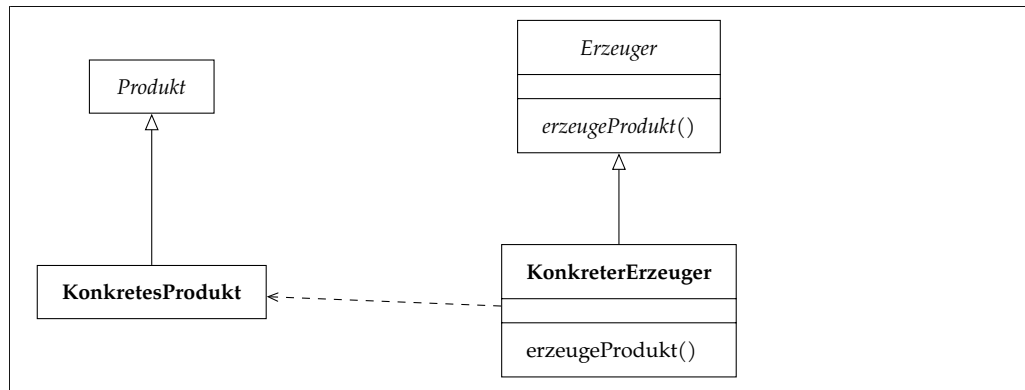 Erzeuger
Produkt
erzeugeProdukt()
KonkretesProdukt
KonkreterErzeuger
erzeugeProdukt()